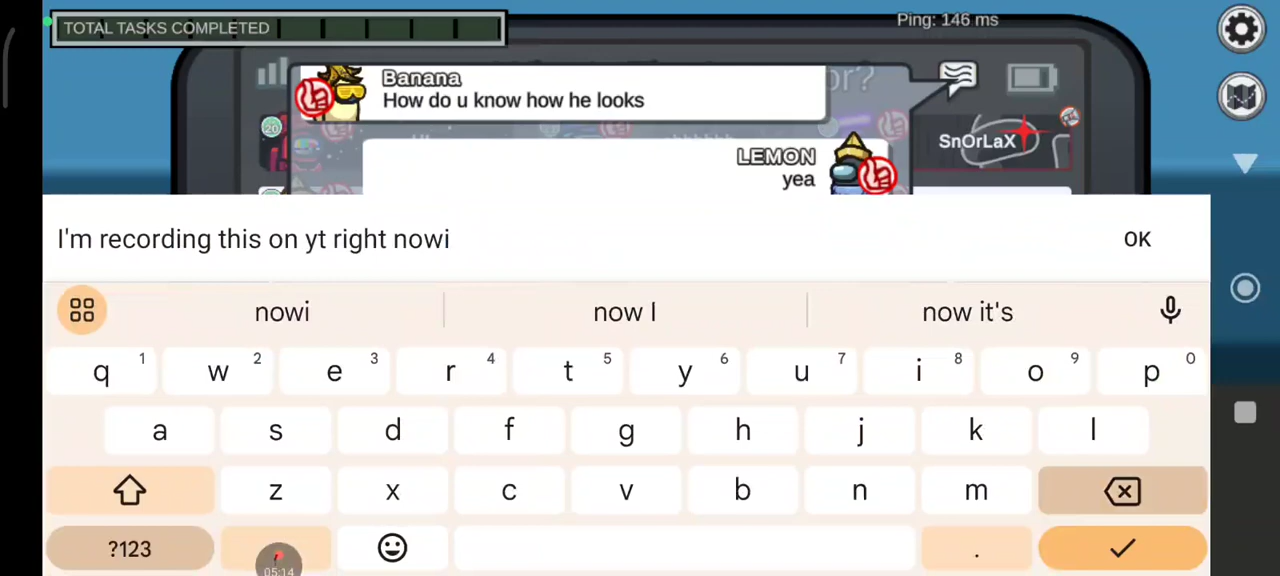 TOTAL TASKS COMPLETED
Ping: 146 ms
or?
Banana
How do u know how he looks
20
SnOrLaX
LEMON
yea
I'm recording this on yt right nowi
OK
nowi
now I
now it's
q 1 w 2 e 3 r 4 t 5 y 6 u 7 i 8 o 9 p 0
a s d f g h j k l
z x c v b n m
?123 .
05:14